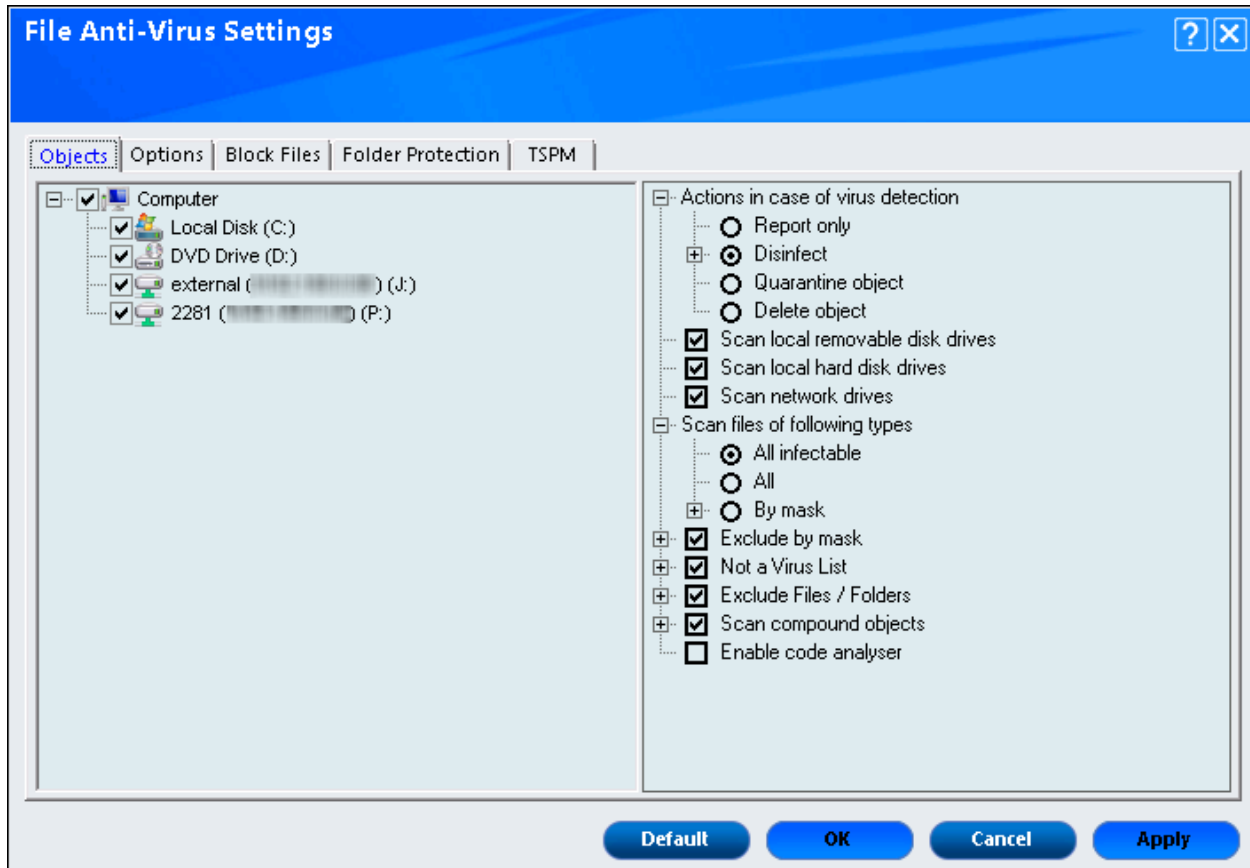 File Anti-Virus Settings
Objects
Options
Block Files
Folder Protection
TSPM
Computer
Local Disk (C:)
DVD Drive (D:)
external ( ) (J:)
2281 ( ) (P:)
Actions in case of virus detection
Report only
Disinfect
Quarantine object
Delete object
Scan local removable disk drives
Scan local hard disk drives
Scan network drives
Scan files of following types
All infectable
All
By mask
Exclude by mask
Not a Virus List
Exclude Files / Folders
Scan compound objects
Enable code analyser
Default
OK
Cancel
Apply